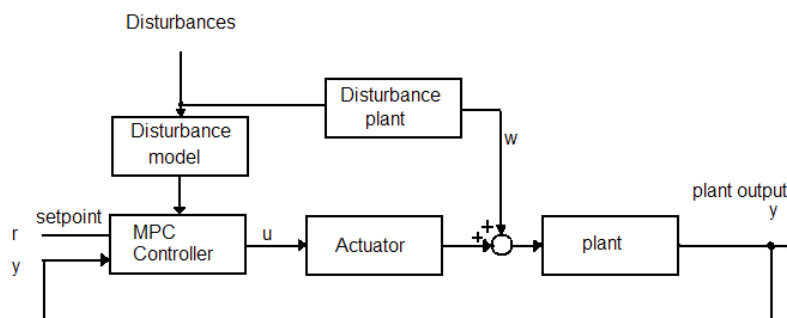 Disturbances
Disturbance
plant
Disturbance
model
w
plant output
y
setpoint
r
y
MPC
Controller
u
Actuator
+
+
plant